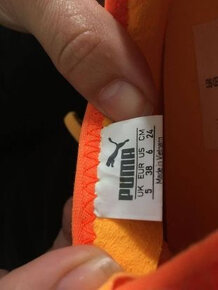 PUMA
UK EUR US CM
5 38 6 24
Made in Vietnam